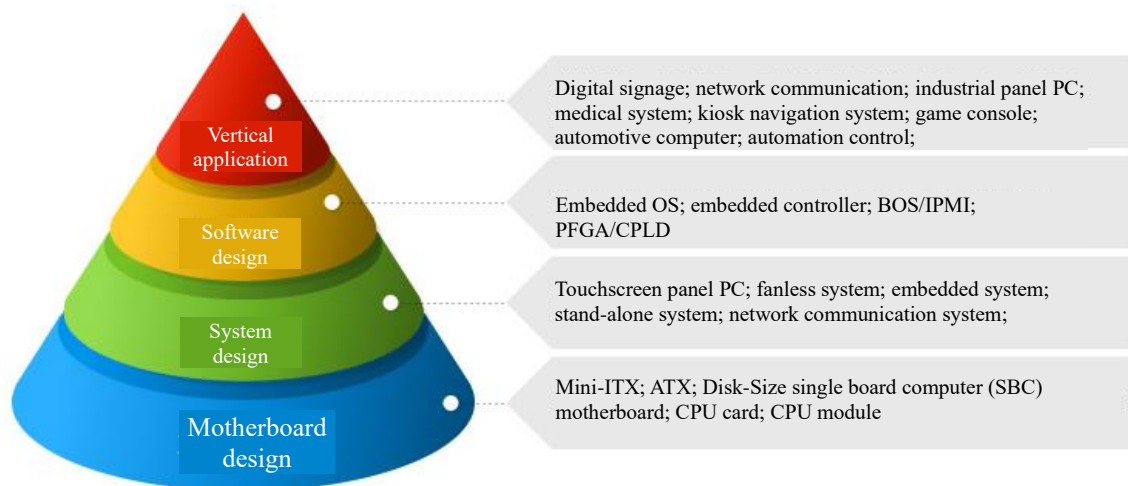 Vertical
application
Digital signage; network communication; industrial panel PC;
medical system; kiosk navigation system; game console;
automotive computer; automation control;
Software
design
Embedded OS; embedded controller; BOS/IPMI;
PFGA/CPLD
System
design
Touchscreen panel PC; fanless system; embedded system;
stand-alone system; network communication system;
Motherboard
design
Mini-ITX; ATX; Disk-Size single board computer (SBC)
motherboard; CPU card; CPU module